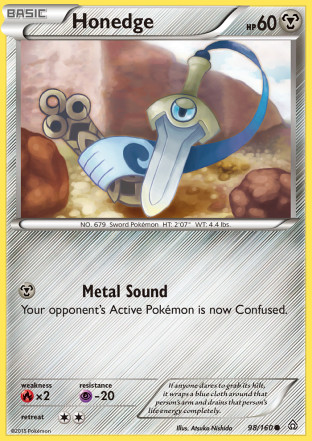 BASIC
Honedge
HP60
NO. 679 Sword Pokémon HT: 2'07" WT: 4.4 lbs.
Metal Sound
Your opponent's Active Pokémon is now Confused.
weakness
×2
resistance
-20
retreat
If anyone dares to grab its hilt,
it wraps a blue cloth around that
person's arm and drains that person's
life energy completely.
©2015 Pokémon
Illus. Atsuko Nishida
98/160